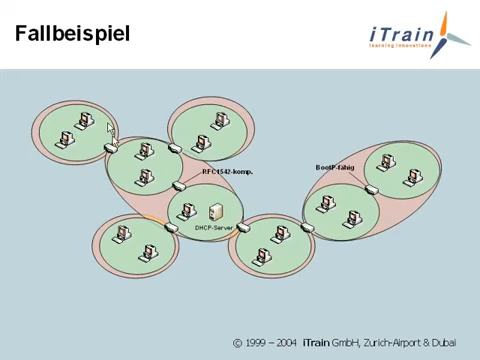 Fallbeispiel
iTrain
learning innovations
BootP-fähig
RFC1542-komp.
DHCP-Server
© 1999 – 2004 iTrain GmbH, Zurich-Airport & Dubai